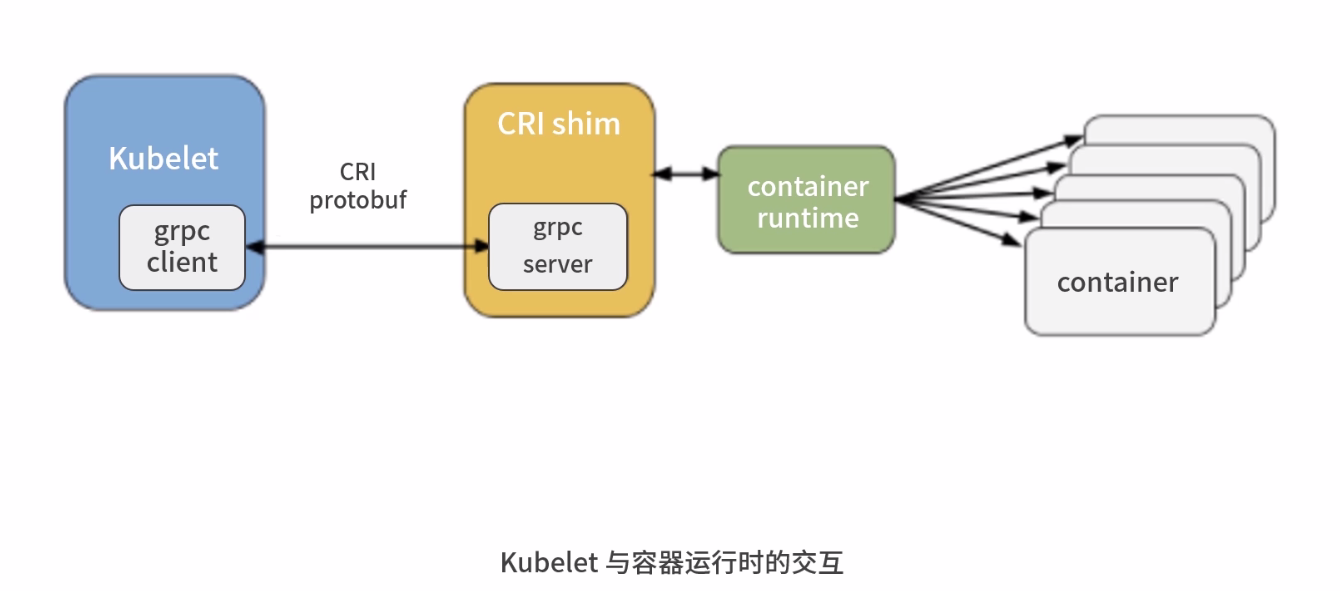 Kubelet
grpc
client
CRI
protobuf
CRI shim
grpc
server
container
runtime
container
Kubelet 与容器运行时的交互